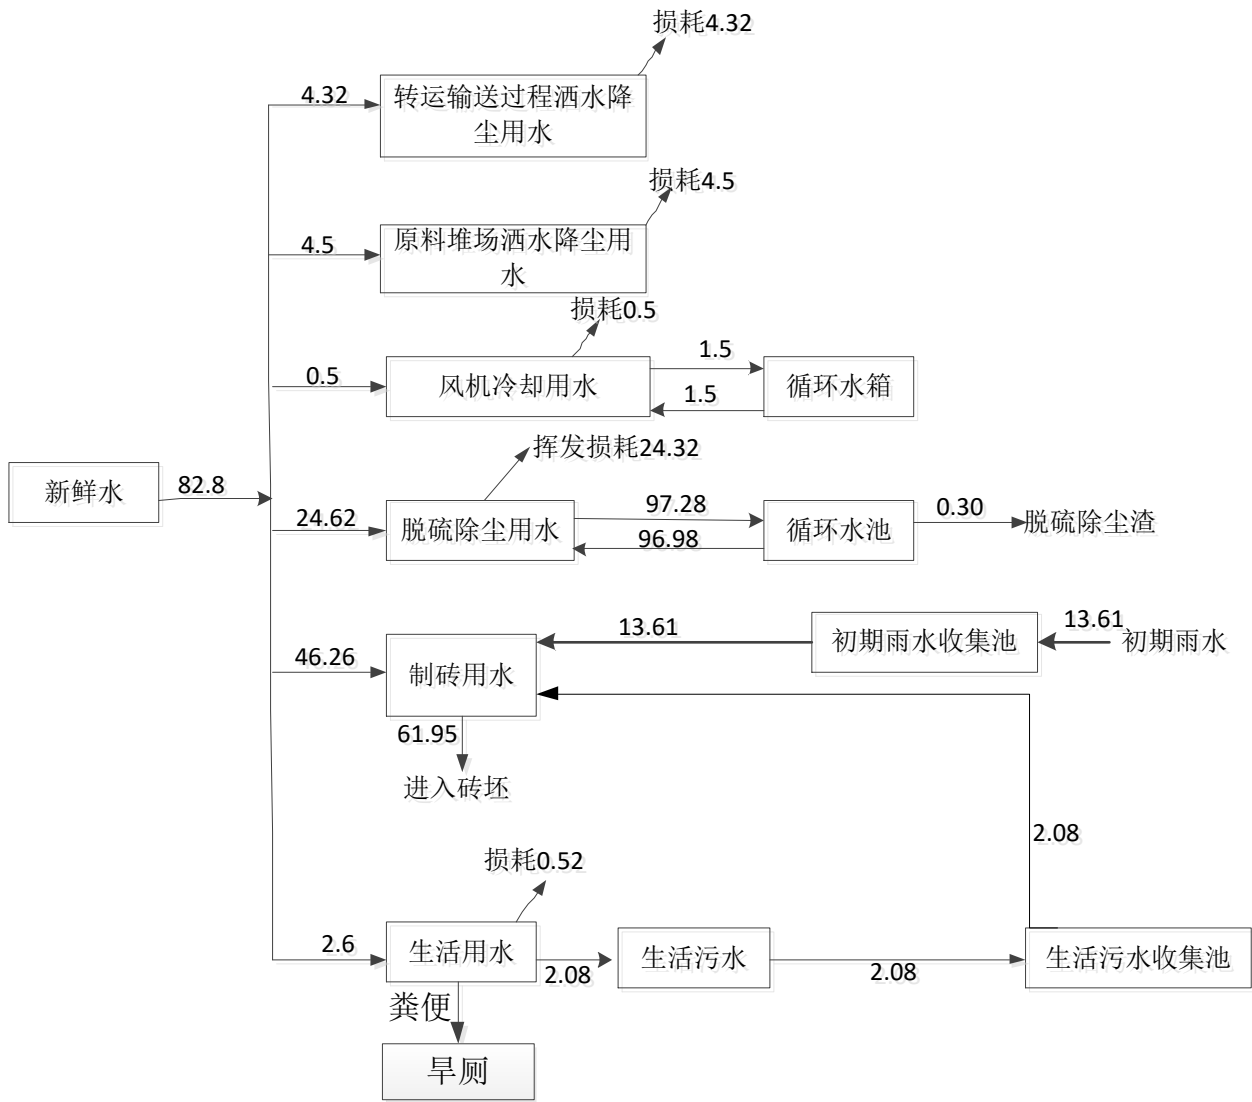 损耗4.32
4.32
转运输送过程洒水降
尘用水
损耗4.5
4.5
原料堆场洒水降尘用
水
损耗0.5
0.5
风机冷却用水
1.5
1.5
循环水箱
挥发损耗24.32
新鲜水
82.8
24.62
脱硫除尘用水
97.28
96.98
循环水池
0.30
脱硫除尘渣
46.26
制砖用水
13.61
初期雨水收集池
13.61
初期雨水
61.95
进入砖坯
2.08
损耗0.52
2.6
生活用水
2.08
生活污水
2.08
生活污水收集池
粪便
旱厕